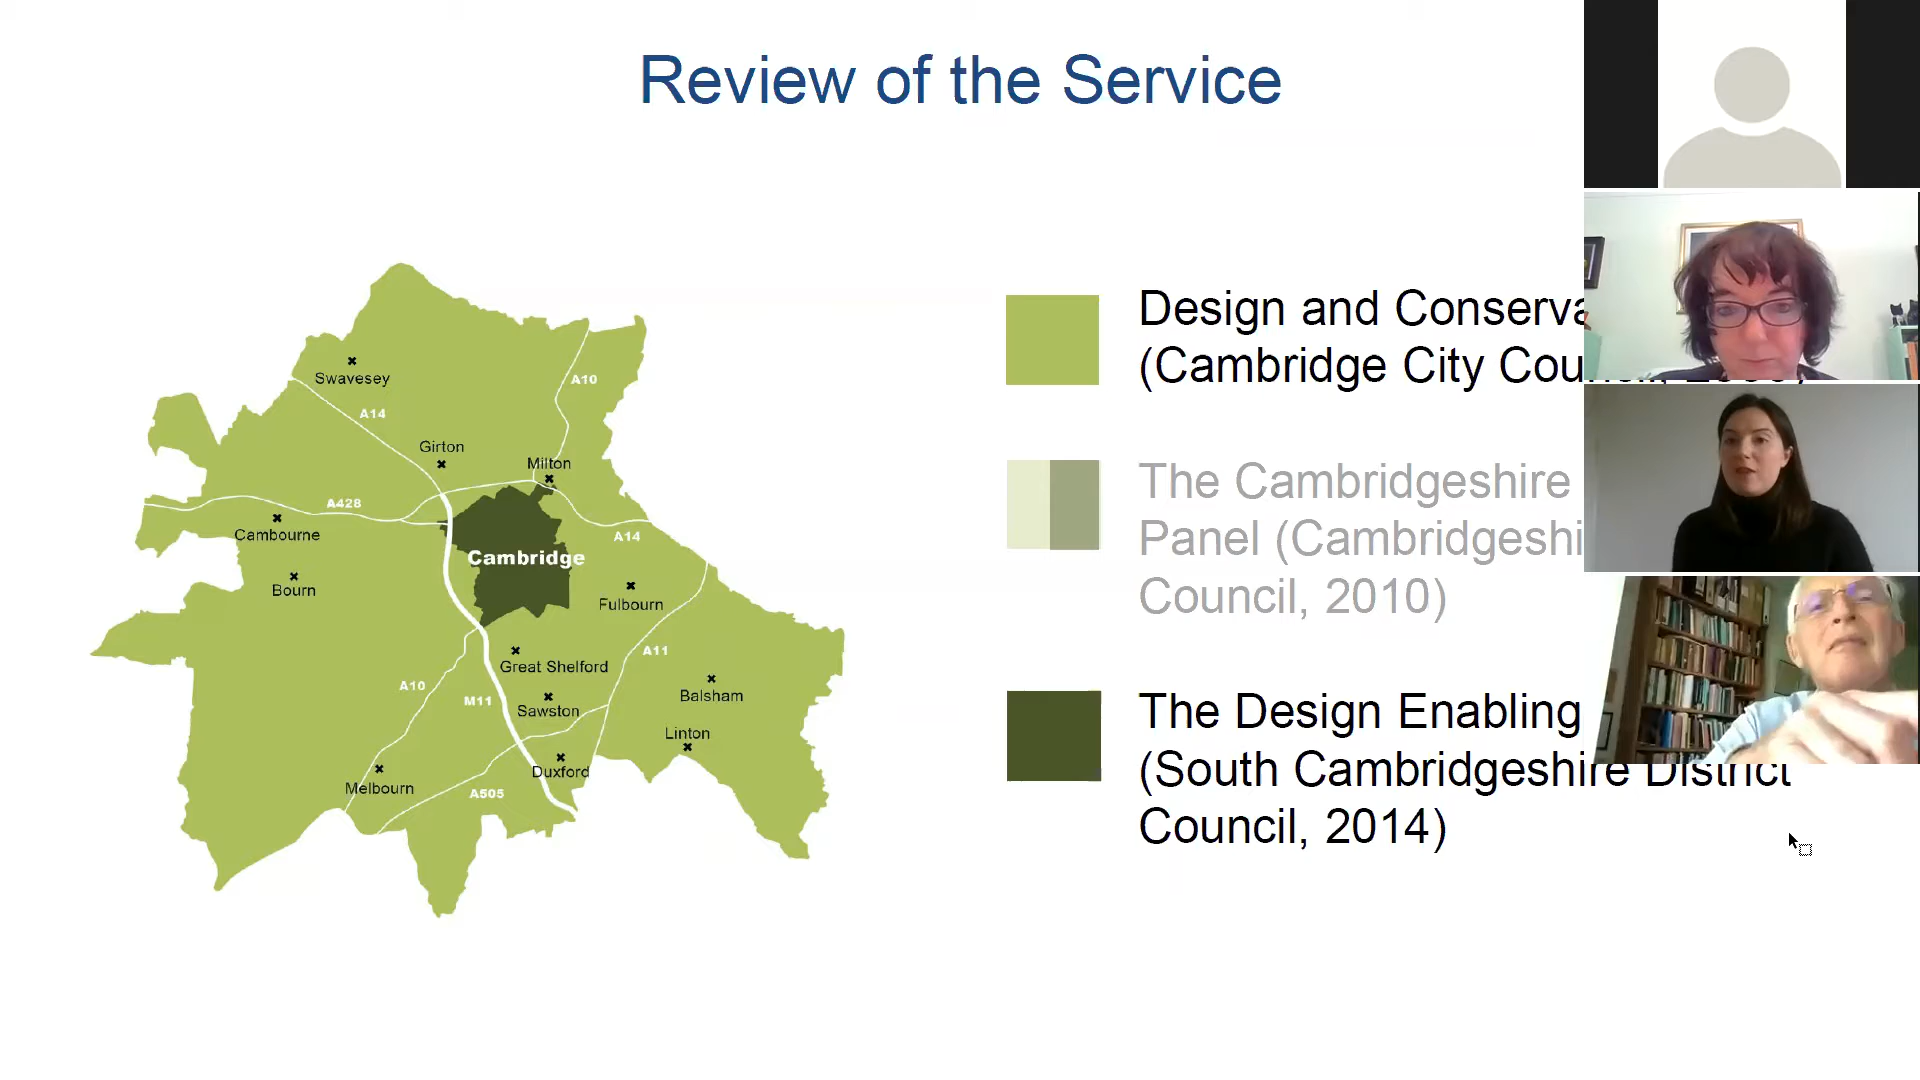 Review of the Service
Design and Conserva
(Cambridge City Cou
The Cambridgeshire
Panel (Cambridgeshi
Council, 2010)
The Design Enabling
(South Cambridgeshire District
Council, 2014)
Swavesey
A10
A14
Girton
Milton
A428
Cambourne
A14
Cambridge
Bourn
Fulbourn
Great Shelford
A11
A10
M11
Balsham
Sawston
Linton
Duxford
Melbourn
A505